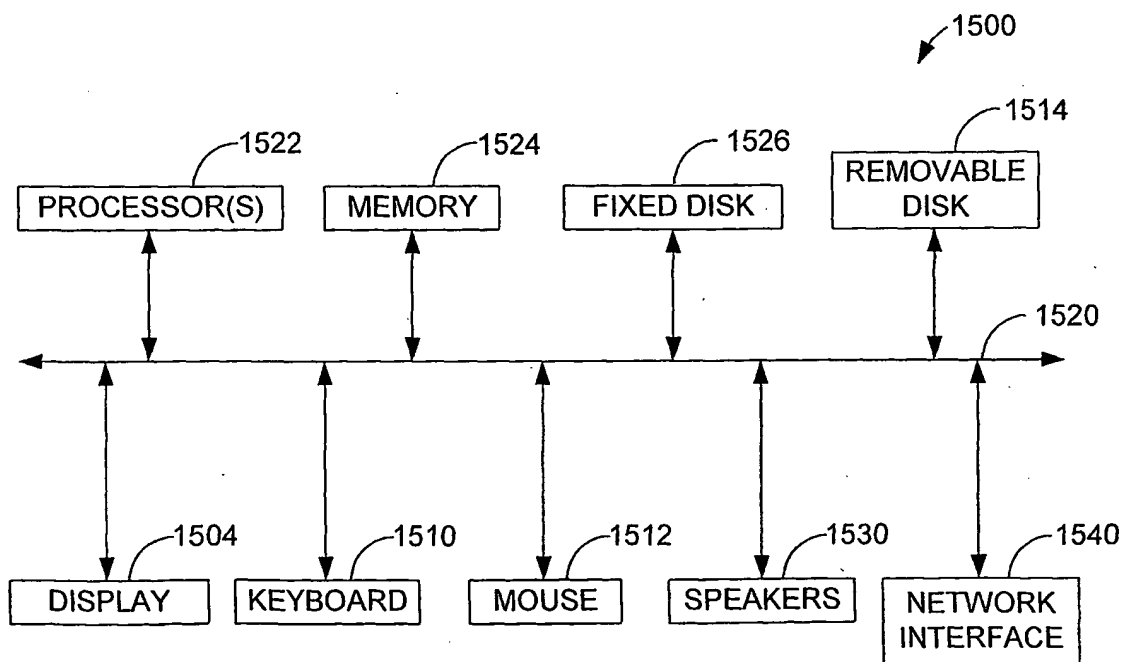 1500
1522
1524
1526
1514
PROCESSOR(S)
MEMORY
FIXED DISK
REMOVABLE
DISK
1520
1504
1510
1512
1530
1540
DISPLAY
KEYBOARD
MOUSE
SPEAKERS
NETWORK
INTERFACE